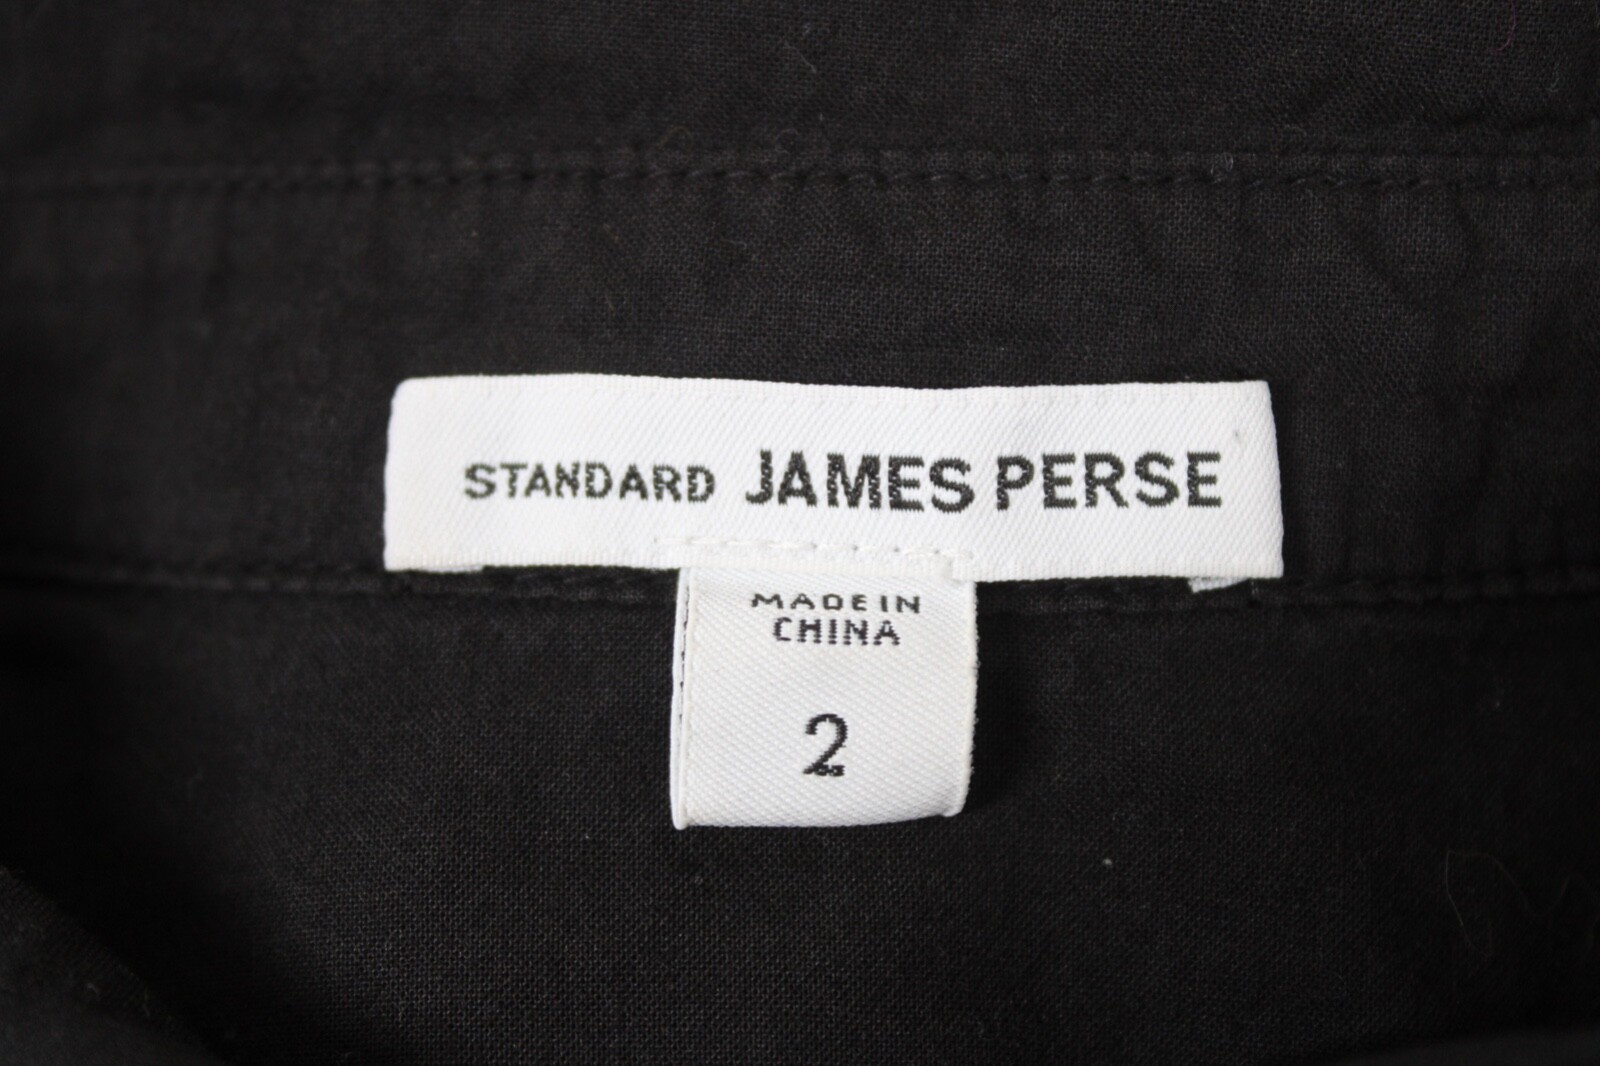 STANDARD JAMES PERSE
MADE IN
CHINA
2